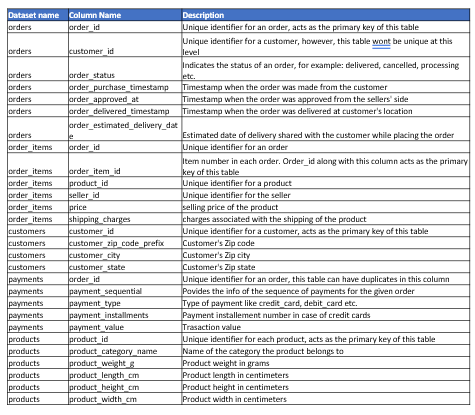 Dataset name Column Name Description
orders order_id Unique identifier for an order, acts as the primary key of this table
orders customer_id Unique identifier for a customer, however, this table wont be unique at this
level
orders order_status Indicates the status of an order, for example: delivered, cancelled, processing
etc.
orders order_purchase_timestamp Timestamp when the order was made from the customer
orders order_approved_at Timestamp when the order was approved from the sellers' side
orders order_delivered_timestamp Timestamp when the order was delivered at customer's location
orders order_estimated_delivery_dat
e Estimated date of delivery shared with the customer while placing the order
order_items order_id Unique identifier for an order
order_items order_item_id Item number in each order. Order_id along with this column acts as the primary
key of this table
order_items product_id Unique identifier for a product
order_items seller_id Unique identifier for the seller
order_items price selling price of the product
order_items shipping_charges charges associated with the shipping of the product
customers customer_id Unique identifier for a customer, acts as the primary key of this table
customers customer_zip_code_prefix Customer's Zip code
customers customer_city Customer's Zip city
customers customer_state Customer's Zip state
payments order_id Unique identifier for an order, this table can have duplicates in this column
payments payment_sequential Povides the info of the sequence of payments for the given order
payments payment_type Type of payment like credit_card, debit_card etc.
payments payment_installments Payment installement number in case of credit cards
payments payment_value Trasaction value
products product_id Unique identifier for each product, acts as the primary key of this table
products product_category_name Name of the category the product belongs to
products product_weight_g Product weight in grams
products product_length_cm Product length in centimeters
products product_height_cm Product height in centimeters
products product_width_cm Product width in centimeters